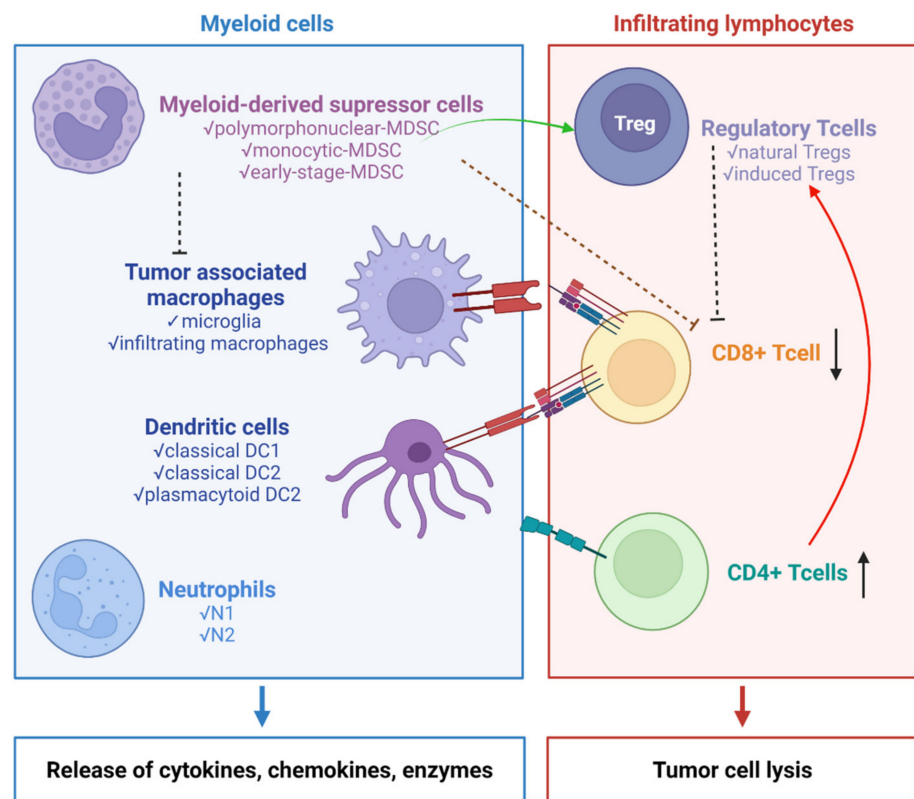 Myeloid cells
Infiltrating lymphocytes
Myeloid-derived supressor cells
√polymorphonuclear-MDSC
√monocytic-MDSC
√early-stage-MDSC
Treg
Regulatory Tcells
√natural Tregs
√induced Tregs
Tumor associated
macrophages
✓microglia
√infiltrating macrophages
CD8+ Tcell
Dendritic cells
√classical DC1
√classical DC2
√plasmacytoid DC2
CD4+ Tcells
Neutrophils
√N1
√N2
Release of cytokines, chemokines, enzymes
Tumor cell lysis